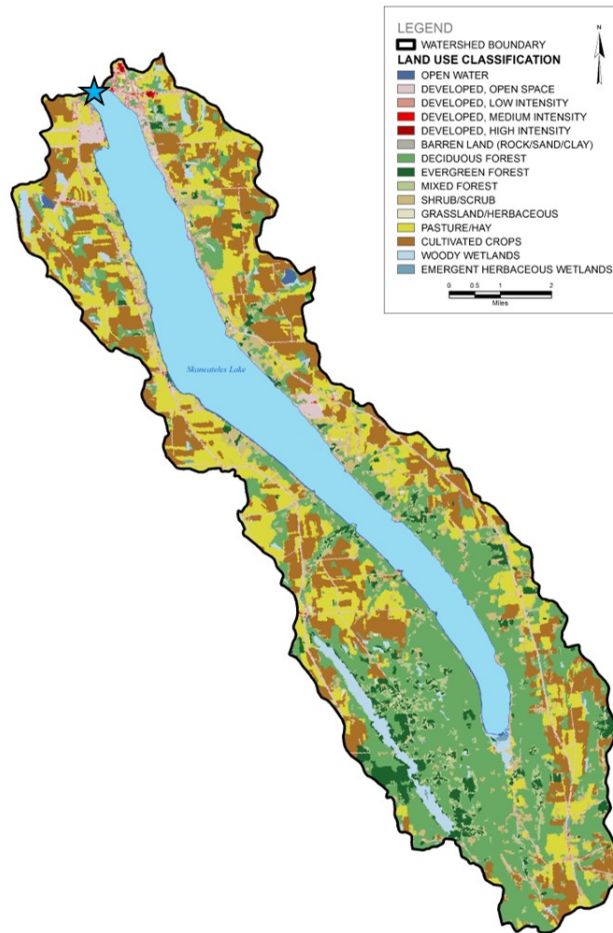 LEGEND
N
WATERSHED BOUNDARY
LAND USE CLASSIFICATION
OPEN WATER
DEVELOPED, OPEN SPACE
DEVELOPED, LOW INTENSITY
DEVELOPED, MEDIUM INTENSITY
DEVELOPED, HIGH INTENSITY
BARREN LAND (ROCK/SAND/CLAY)
DECIDUOUS FOREST
EVERGREEN FOREST
MIXED FOREST
SHRUB/SCRUB
GRASSLAND/HERBACEOUS
PASTURE/HAY
CULTIVATED CROPS
WOODY WETLANDS
EMERGENT HERBACEOUS WETLANDS
0 0.5 1 2
Miles
Skaneateles Lake